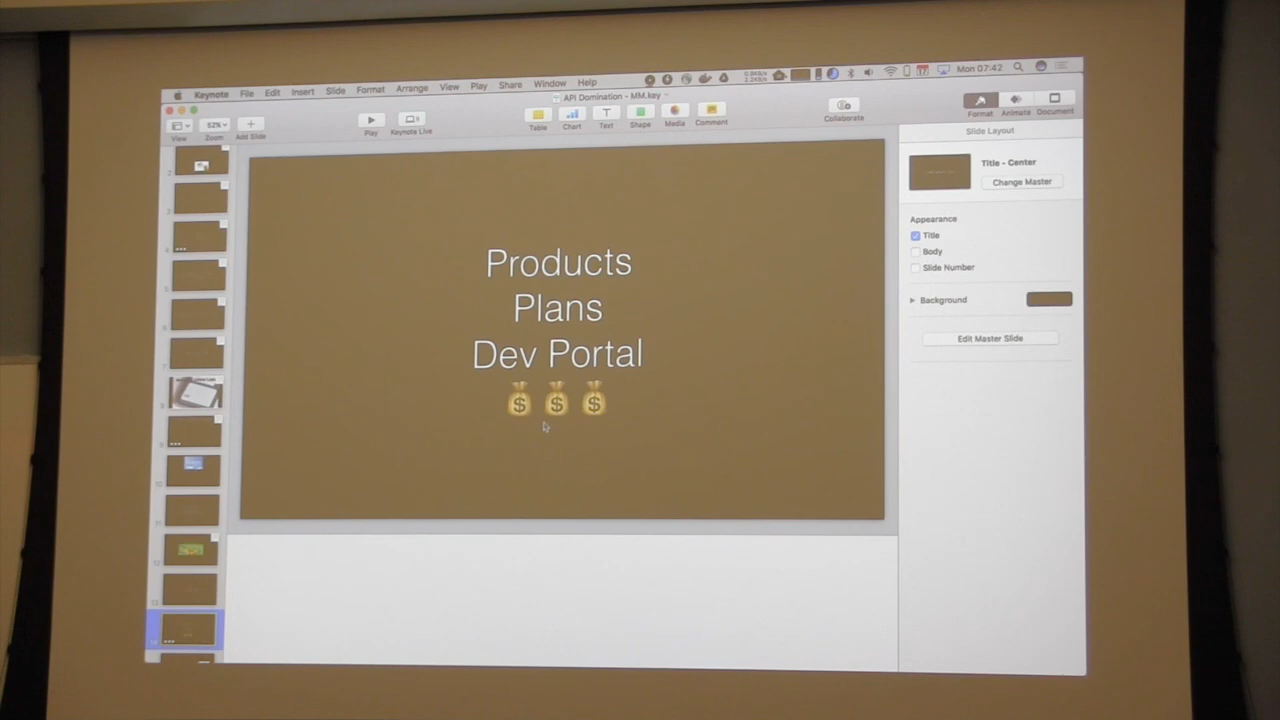 Keynote File Edit Insert Slide Format Arrange View Play Share Window Help
Mon 07:42
API Domination - MM.key
52%
View Zoom Add Slide
Play Keynote Live
Table Chart Text Shape Media Comment
Collaborate
Format Animate Document
Slide Layout
Title - Center
Change Master
Appearance
Title
Body
Slide Number
Background
Edit Master Slide
Products
Plans
Dev Portal
$ $ $